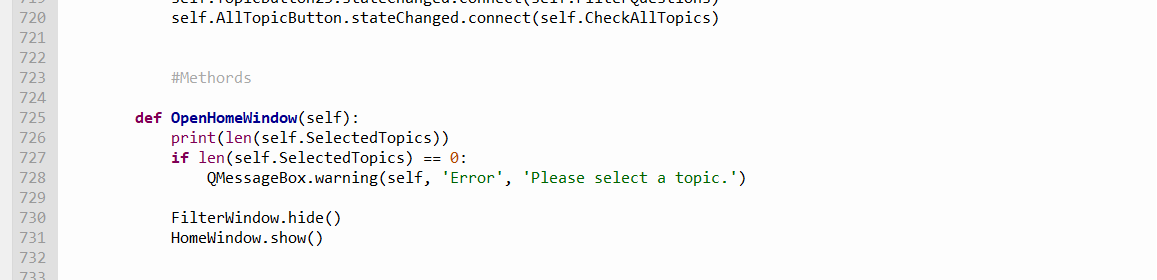 719 self.TopicButton25.stateChanged.connect(self.FilterQuestions)
720 self.AllTopicButton.stateChanged.connect(self.CheckAllTopics)
721
722
723 #Methords
724
725 def OpenHomeWindow(self):
726 print(len(self.SelectedTopics))
727 if len(self.SelectedTopics) == 0:
728 QMessageBox.warning(self, 'Error', 'Please select a topic.')
729
730 FilterWindow.hide()
731 HomeWindow.show()
732
733